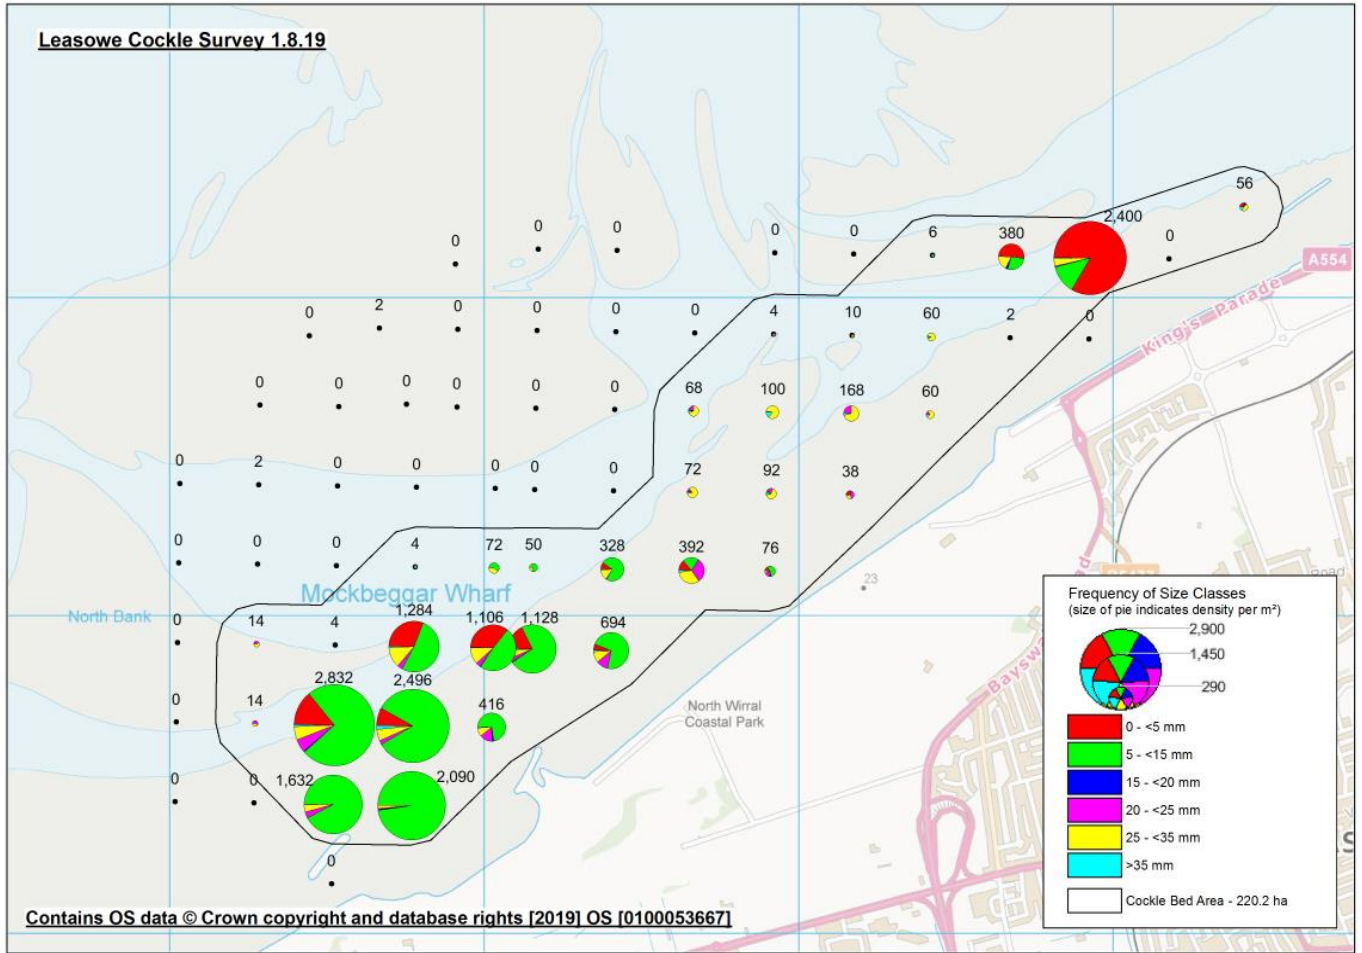 Leasowe Cockle Survey 1.8.19
56
2,400
0 0 0 0 6 380 0
0
A554
King's Parade
0 2 0 0 0 0 4 10 60 2 0
0 0 0 0 0 0 68 100 168 60
0 2 0 0 0 0 0 72 92 38
0 0 0 4 72 50 328 392 76
23
Mockbeggar Wharf
North Bank
0 14 4 1,284 1,106 1,128 694
0 14 2,832 2,496 416
North Wirral
Coastal Park
0 0 1,632 2,090
0
Frequency of Size Classes
(size of pie indicates density per m²)
2,900
1,450
290
0 - <5 mm
5 - <15 mm
15 - <20 mm
20 - <25 mm
25 - <35 mm
>35 mm
Cockle Bed Area - 220.2 ha
Contains OS data © Crown copyright and database rights [2019] OS [0100053667]